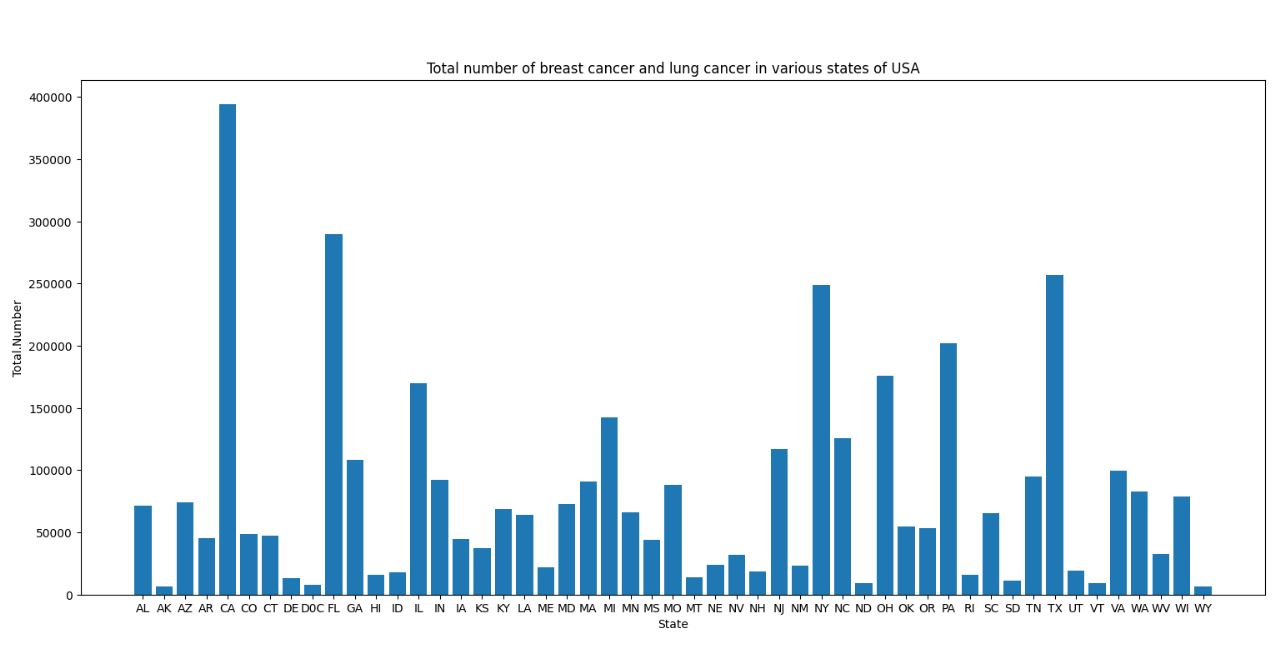 Total number of breast cancer and lung cancer in various states of USA
400000
350000
300000
250000
200000
150000
100000
50000
0
Total.Number
AL AK AZ AR CA CO CT DE D0C FL GA HI ID IL IN IA KS KY LA ME MD MA MI MN MS MO MT NE NV NH NJ NM NY NC ND OH OK OR PA RI SC SD TN TX UT VT VA WA WV WI WY
State